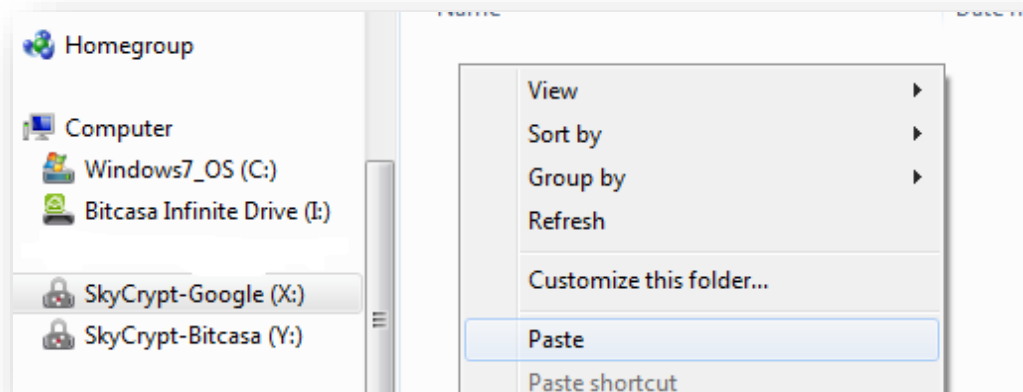 Name
Homegroup
Computer
Windows7_OS (C:)
Bitcasa Infinite Drive (I:)
SkyCrypt-Google (X:)
SkyCrypt-Bitcasa (Y:)
View
Sort by
Group by
Refresh
Customize this folder...
Paste
Paste shortcut